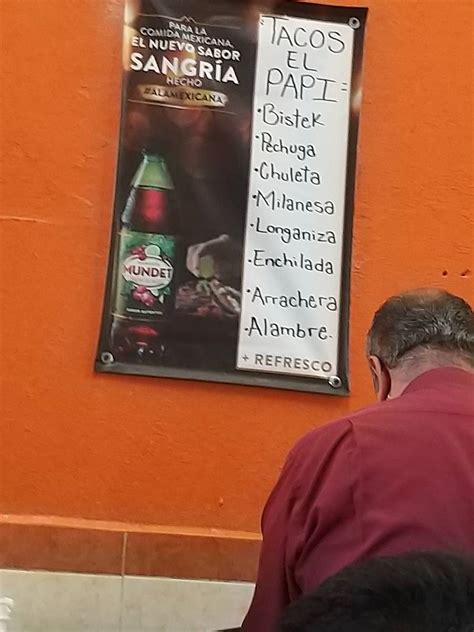 PARA LA
COMIDA MEXICANA,
EL NUEVO SABOR
SANGRÍA
HECHO
#ALAMEXICANA
MUNDET
TACOS
EL
PAPI=
•Bistek
•Pechuga
•Chuleta
•Milanesa
•Longaniza
•Enchilada
•Arrachera
•Alambre.
+ REFRESCO